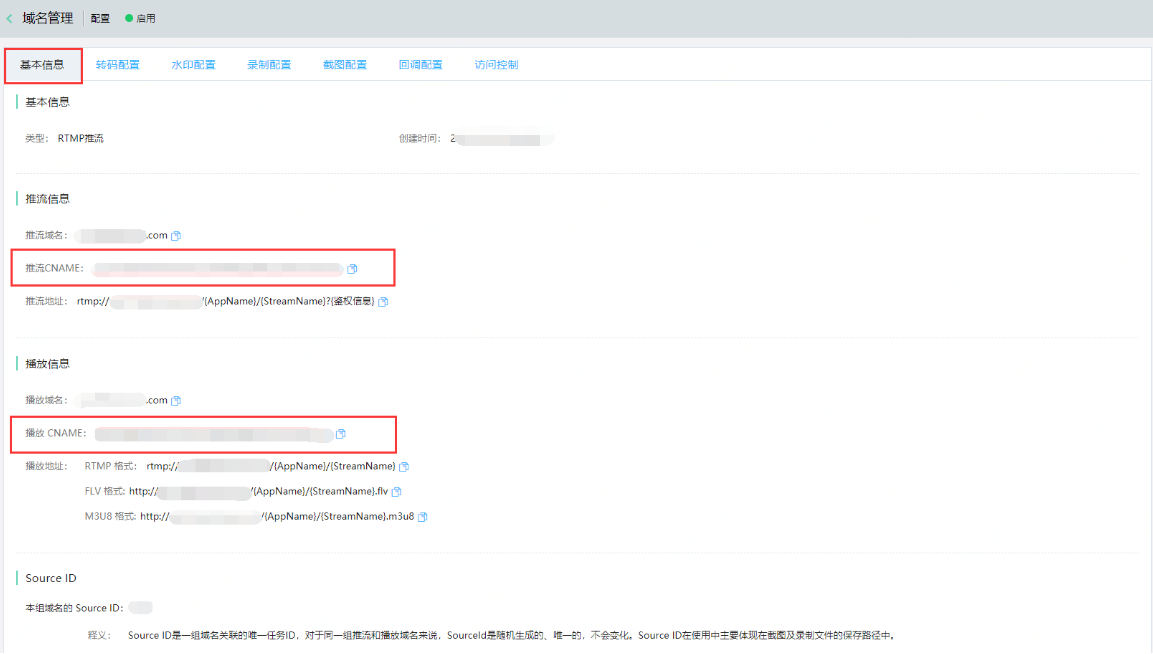 域名管理 配置 启用
基本信息 转码配置 水印配置 录制配置 截图配置 回调配置 访问控制
基本信息
类型： RTMP推流 创建时间： 2
推流信息
推流域名： .com
推流CNAME:
推流地址： rtmp:// /{AppName}/{StreamName}?{鉴权信息}
播放信息
播放域名： .com
播放 CNAME:
播放地址： RTMP 格式： rtmp:// /{AppName}/{StreamName}
FLV 格式: http:// /{AppName}/{StreamName}.flv
M3U8 格式: http:// /{AppName}/{StreamName}.m3u8
Source ID
本组域名的 Source ID：
释义： Source ID是一组域名关联的唯一任务ID，对于同一组推流和播放域名来说，SourceId是随机生成的、唯一的，不会变化。Source ID在使用中主要体现在截图及录制文件的保存路径中。